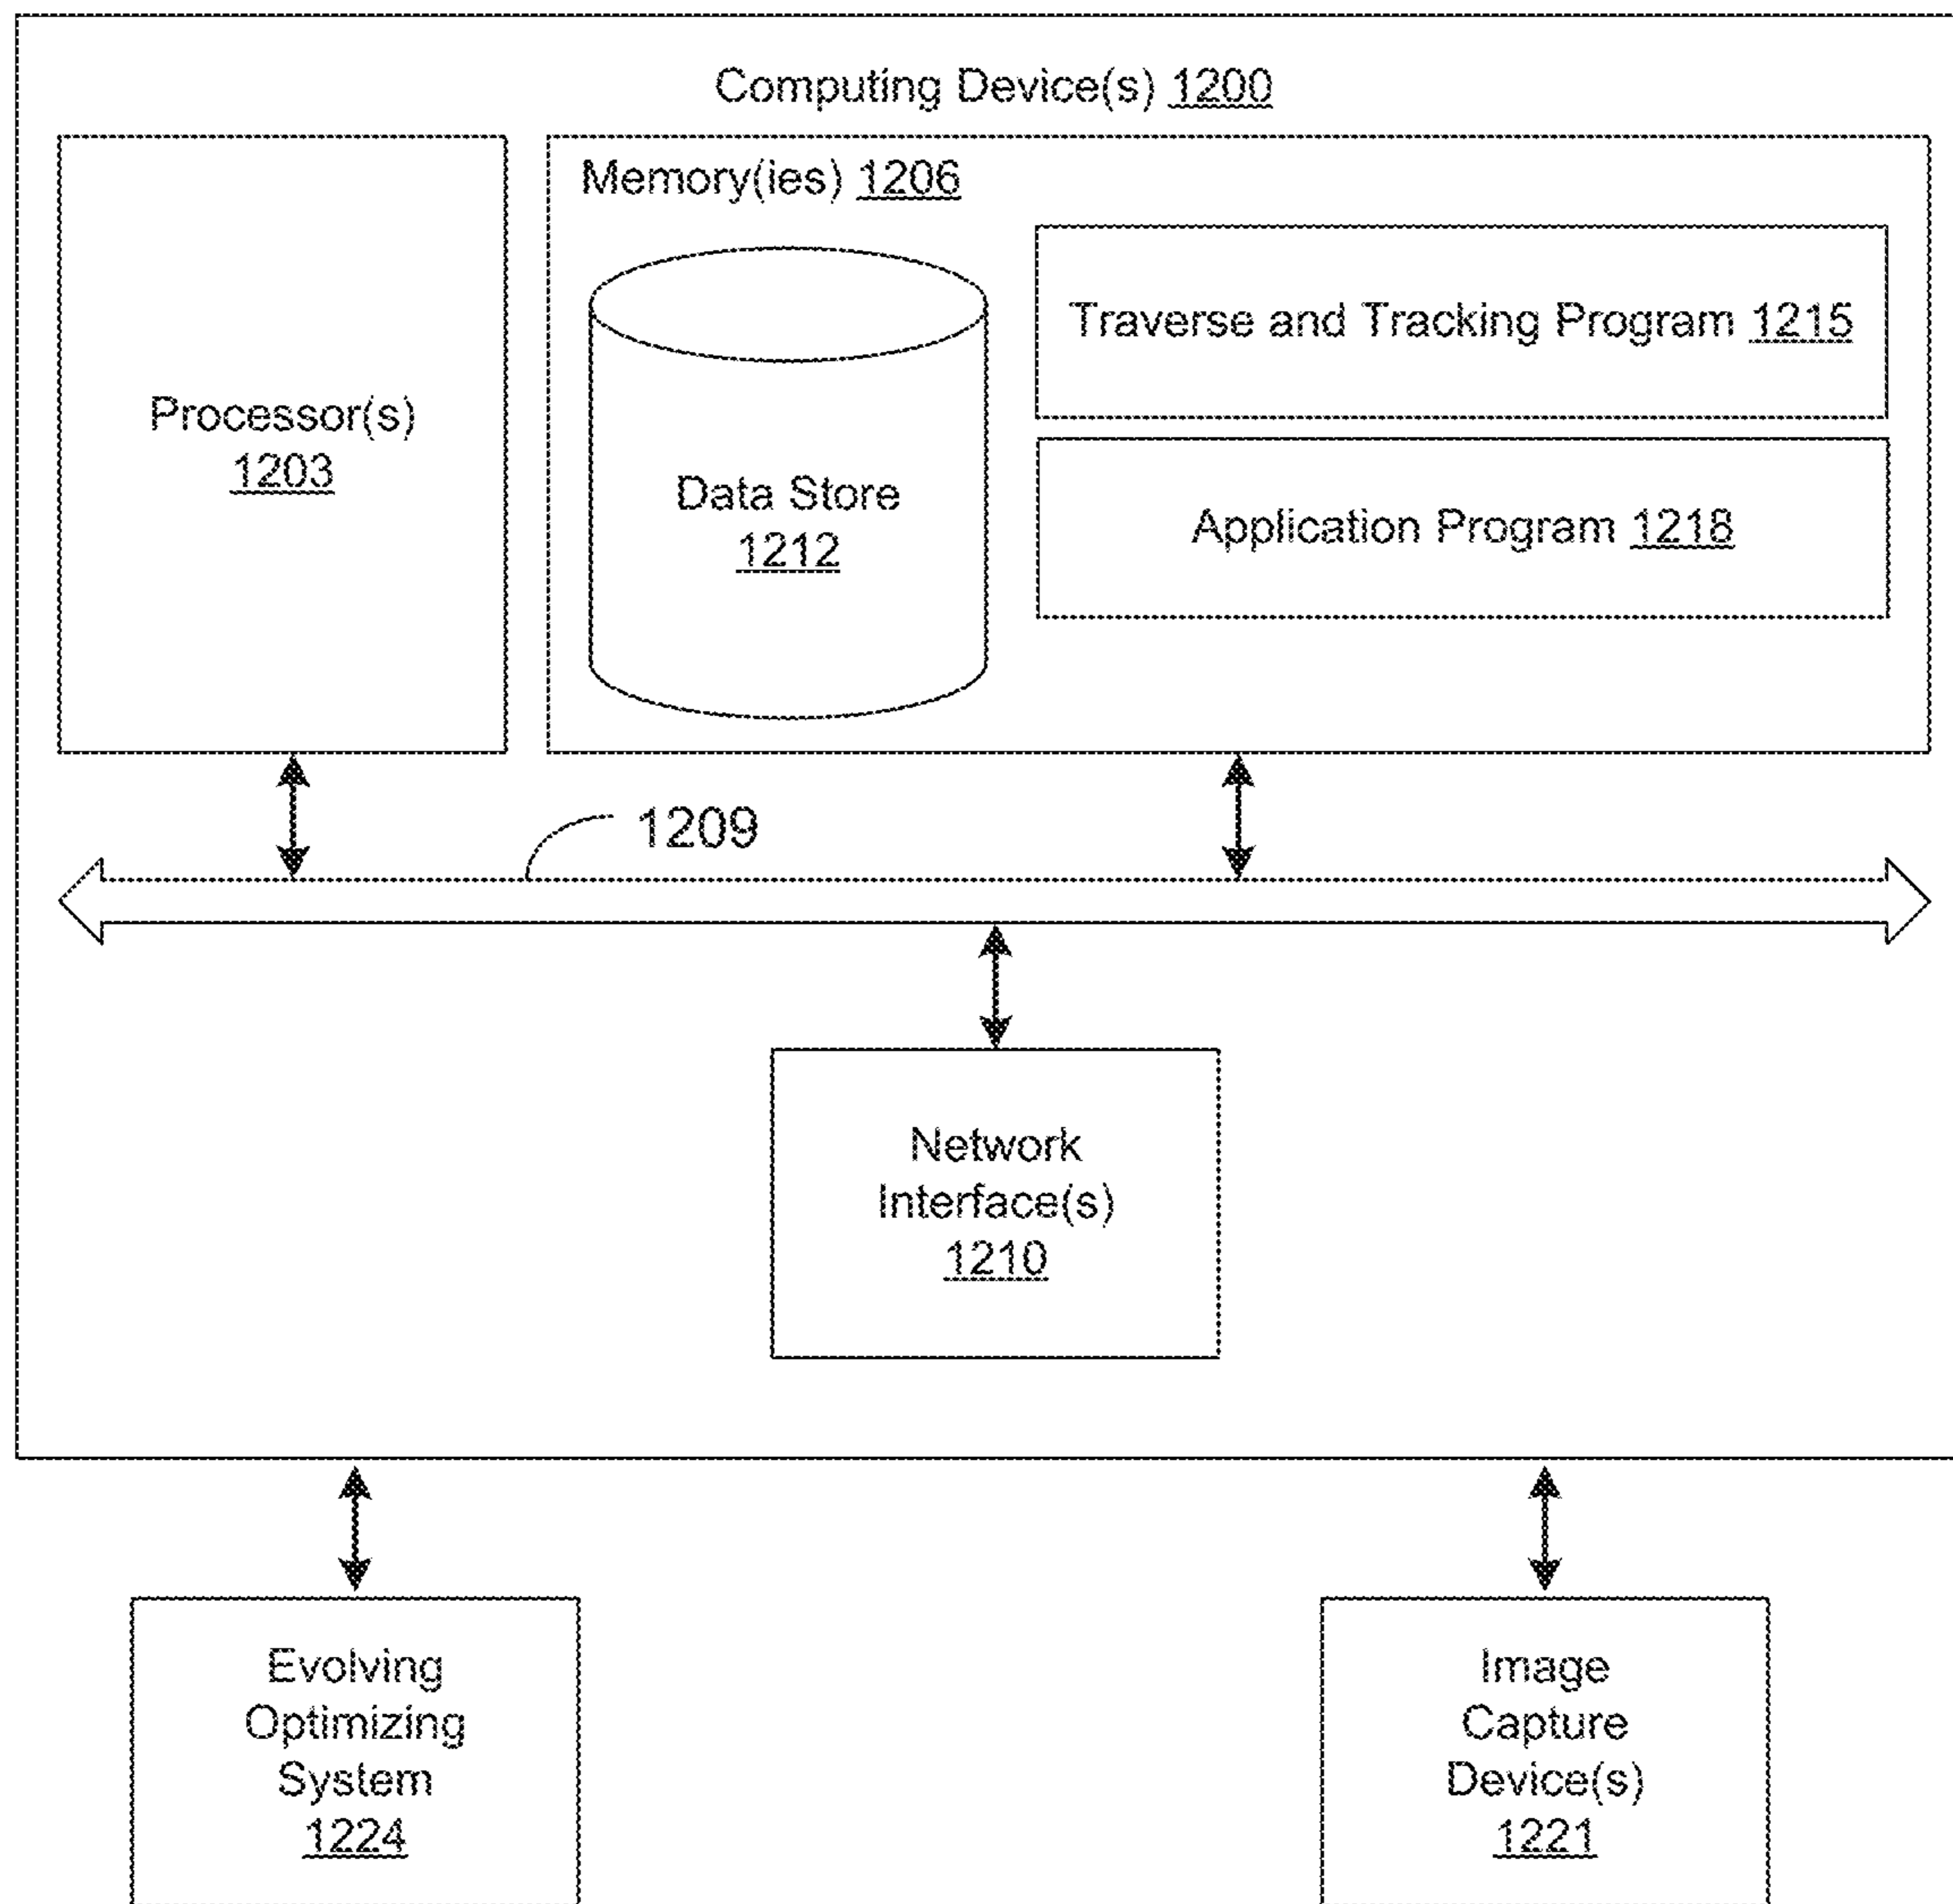 Computing Device(s) 1200
Processor(s)
1203
Memory(ies) 1206
Data Store
1212
Traverse and Tracking Program 1215
Application Program 1218
1209
Network
Interface(s)
1210
Evolving
Optimizing
System
1224
Image
Capture
Device(s)
1221